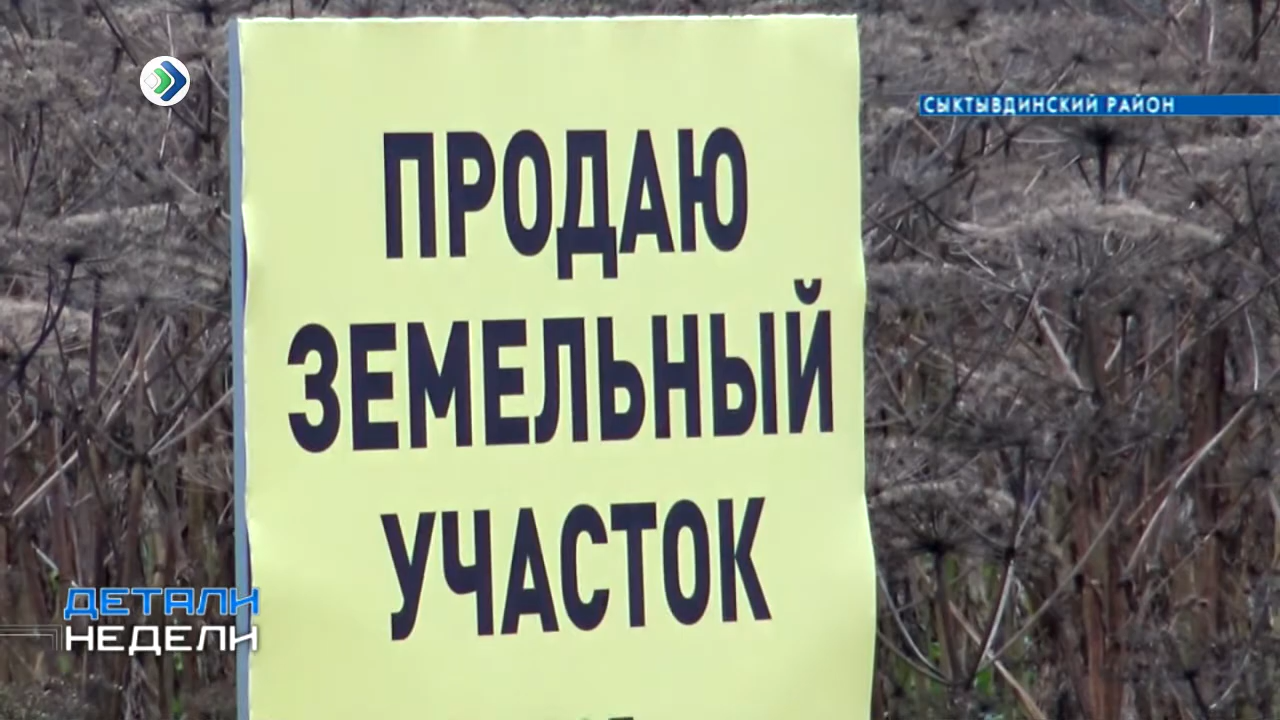 СЫКТЫВДИНСКИЙ РАЙОН
ПРОДАЮ
ЗЕМЕЛЬНЫЙ
УЧАСТОК
ДЕТАЛИ
НЕДЕЛИ